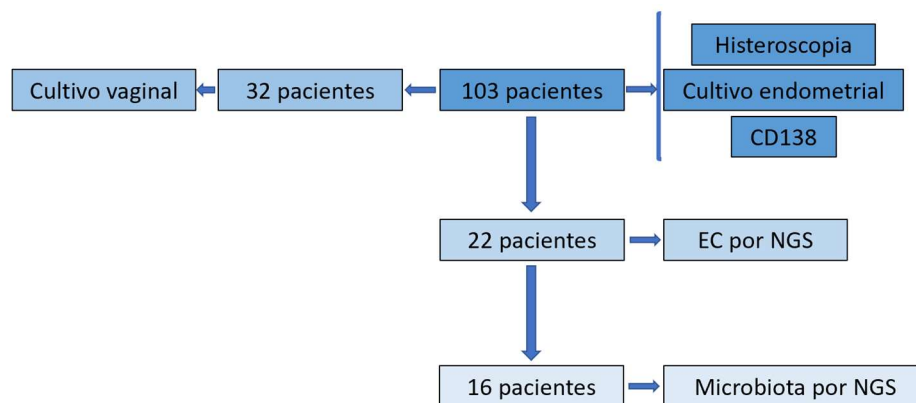 Histeroscopia
Cultivo vaginal
32 pacientes
103 pacientes
Cultivo endometrial
CD138
22 pacientes
EC por NGS
16 pacientes
Microbiota por NGS